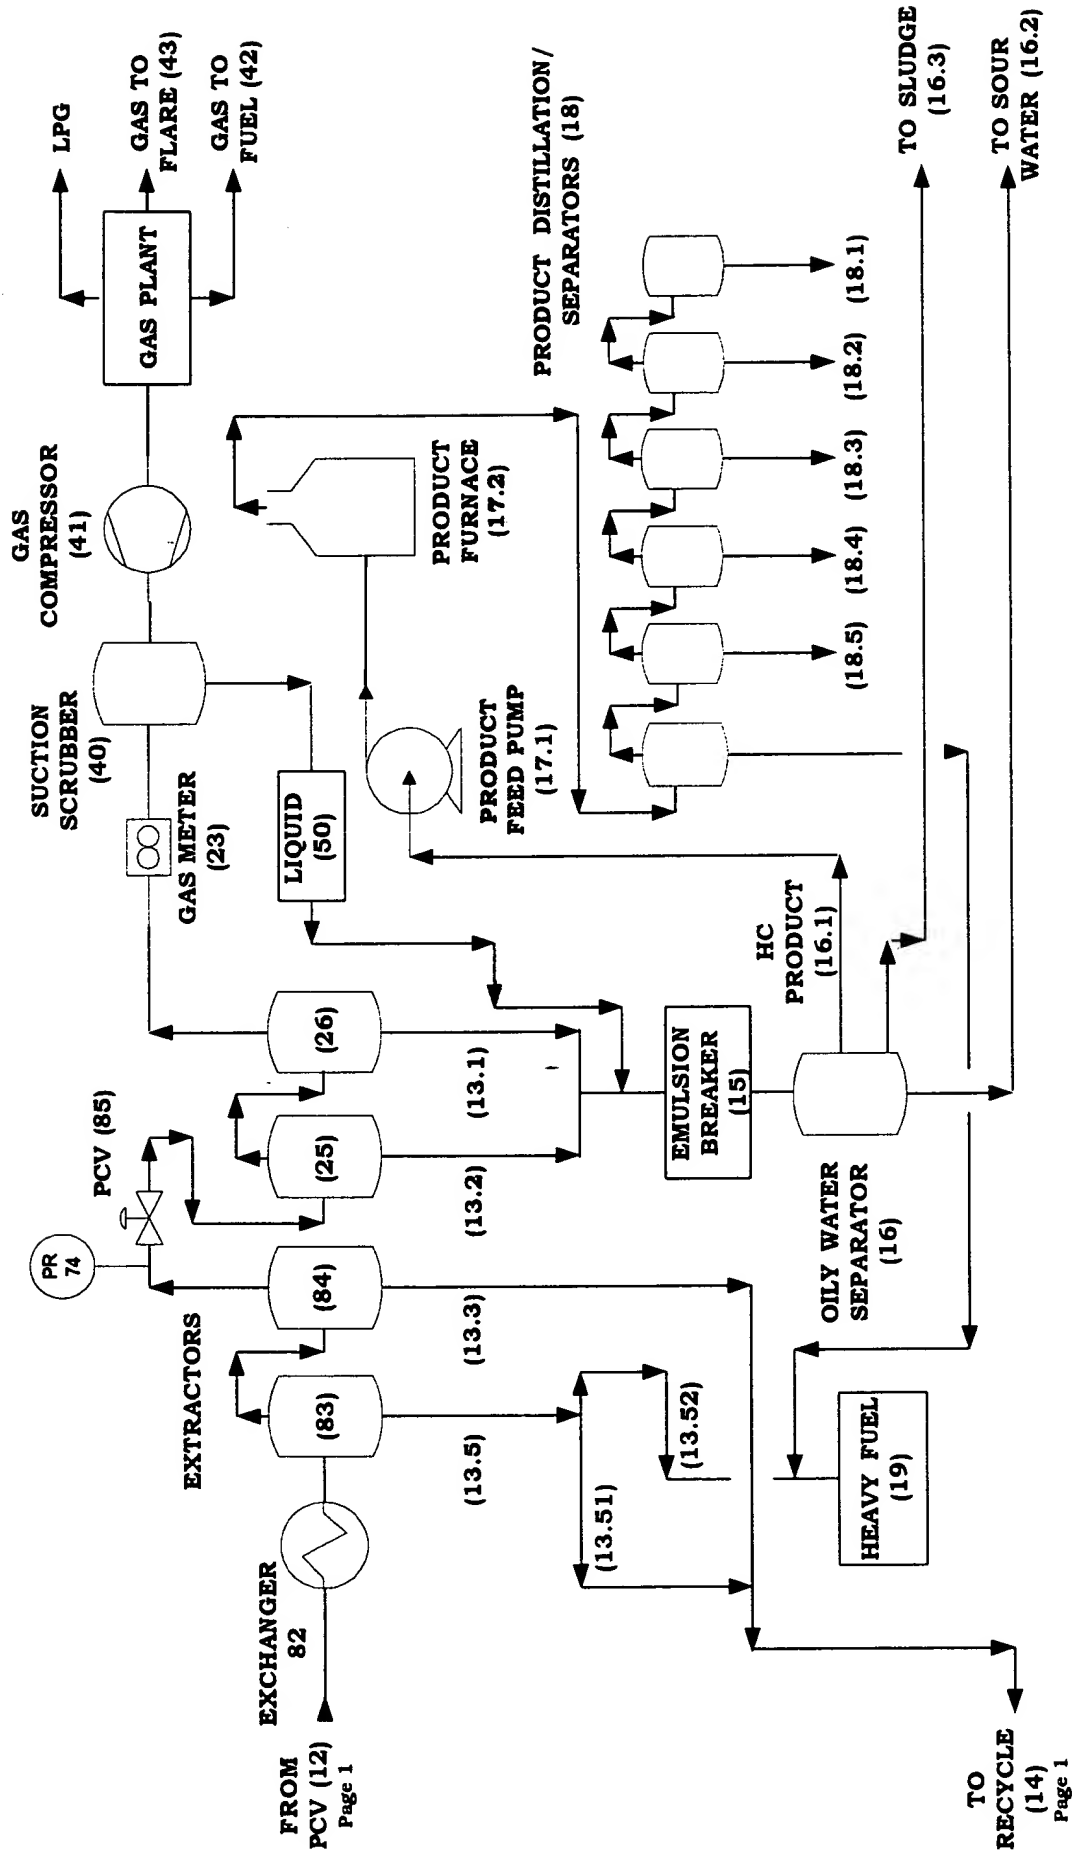 FROM
PCV (12)
Page 1
EXCHANGER
82
EXTRACTORS
(83)
(84)
PR
74
PCV (85)
(25)
(26)
GAS METER
(23)
SUCTION
SCRUBBER
(40)
GAS
COMPRESSOR
(41)
GAS PLANT
LPG
GAS TO
FLARE (43)
GAS TO
FUEL (42)
LIQUID
(50)
PRODUCT
FEED PUMP
(17.1)
PRODUCT
FURNACE
(17.2)
PRODUCT DISTILLATION/
SEPARATORS (18)
(13.5)
(13.3)
(13.2)
(13.1)
(13.51)
(13.52)
EMULSION
BREAKER
(15)
HC
PRODUCT
(16.1)
(18.5)
(18.4)
(18.3)
(18.2)
(18.1)
OILY WATER
SEPARATOR
(16)
HEAVY FUEL
(19)
TO SLUDGE
(16.3)
TO SOUR
WATER (16.2)
TO
RECYCLE
(14)
Page 1